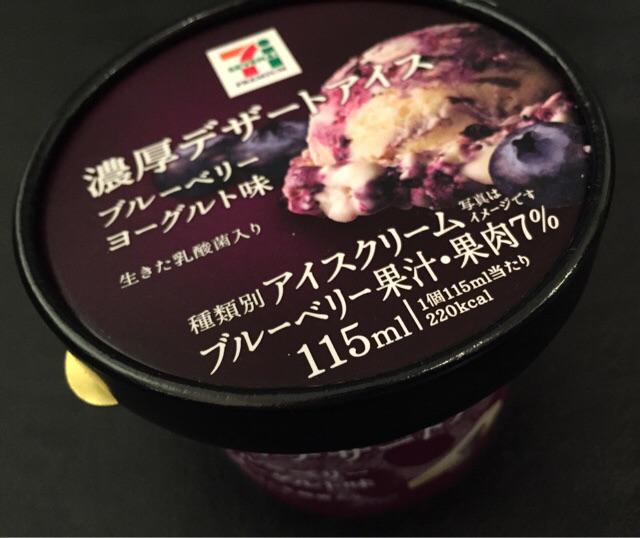 SEVEN & i
PREMIUM
濃厚デザートアイス
ブルーベリー
ヨーグルト味
生きた乳酸菌入り
写真は
イメージです
種類別 アイスクリーム
ブルーベリー果汁・果肉7%
115ml
1個115ml当たり
220kcal